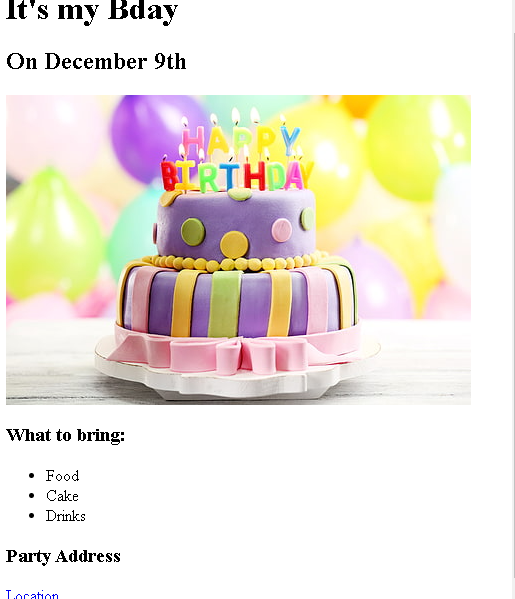 It's my Bday
On December 9th
HAPPY
BIRTHDAY
What to bring:
Food
Cake
Drinks
Party Address
Location